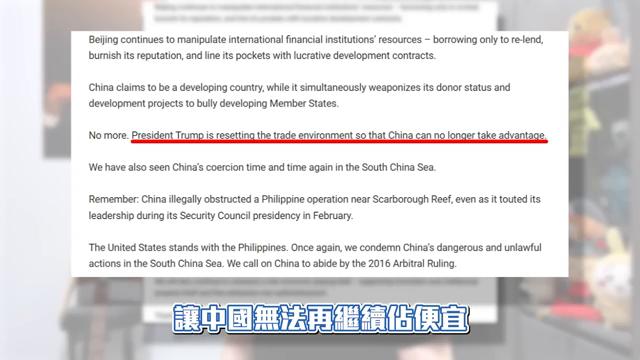 Beijing continues to manipulate international financial institutions' resources – borrowing only to re-lend,
burnish its reputation, and line its pockets with lucrative development contracts.
China claims to be a developing country, while it simultaneously weaponizes its donor status and
development projects to bully developing Member States.
No more. President Trump is resetting the trade environment so that China can no longer take advantage.
We have also seen China's coercion time and time again in the South China Sea.
Remember: China illegally obstructed a Philippine operation near Scarborough Reef, even as it touted its
leadership during its Security Council presidency in February.
The United States stands with the Philippines. Once again, we condemn China's dangerous and unlawful
actions in the South China Sea. We call on China to abide by the 2016 Arbitral Ruling.
讓中國無法再繼續佔便宜